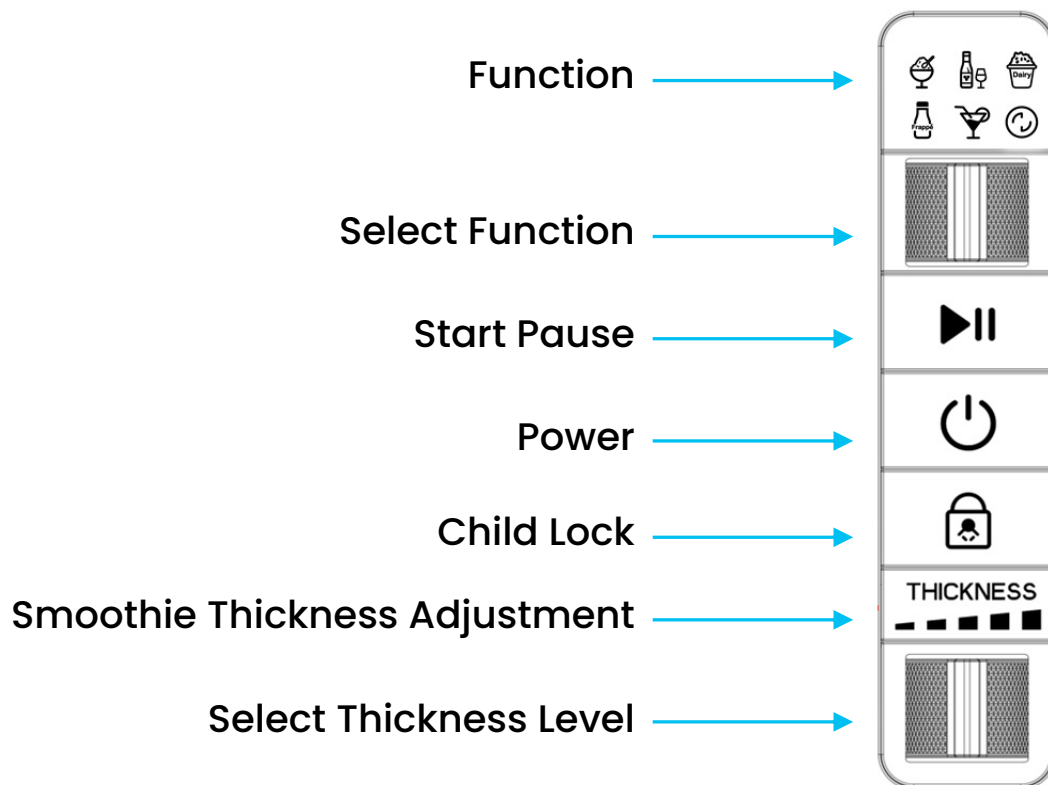 Function
Dairy
Frappé
Select Function
Start Pause
Power
Child Lock
THICKNESS
Smoothie Thickness Adjustment
Select Thickness Level